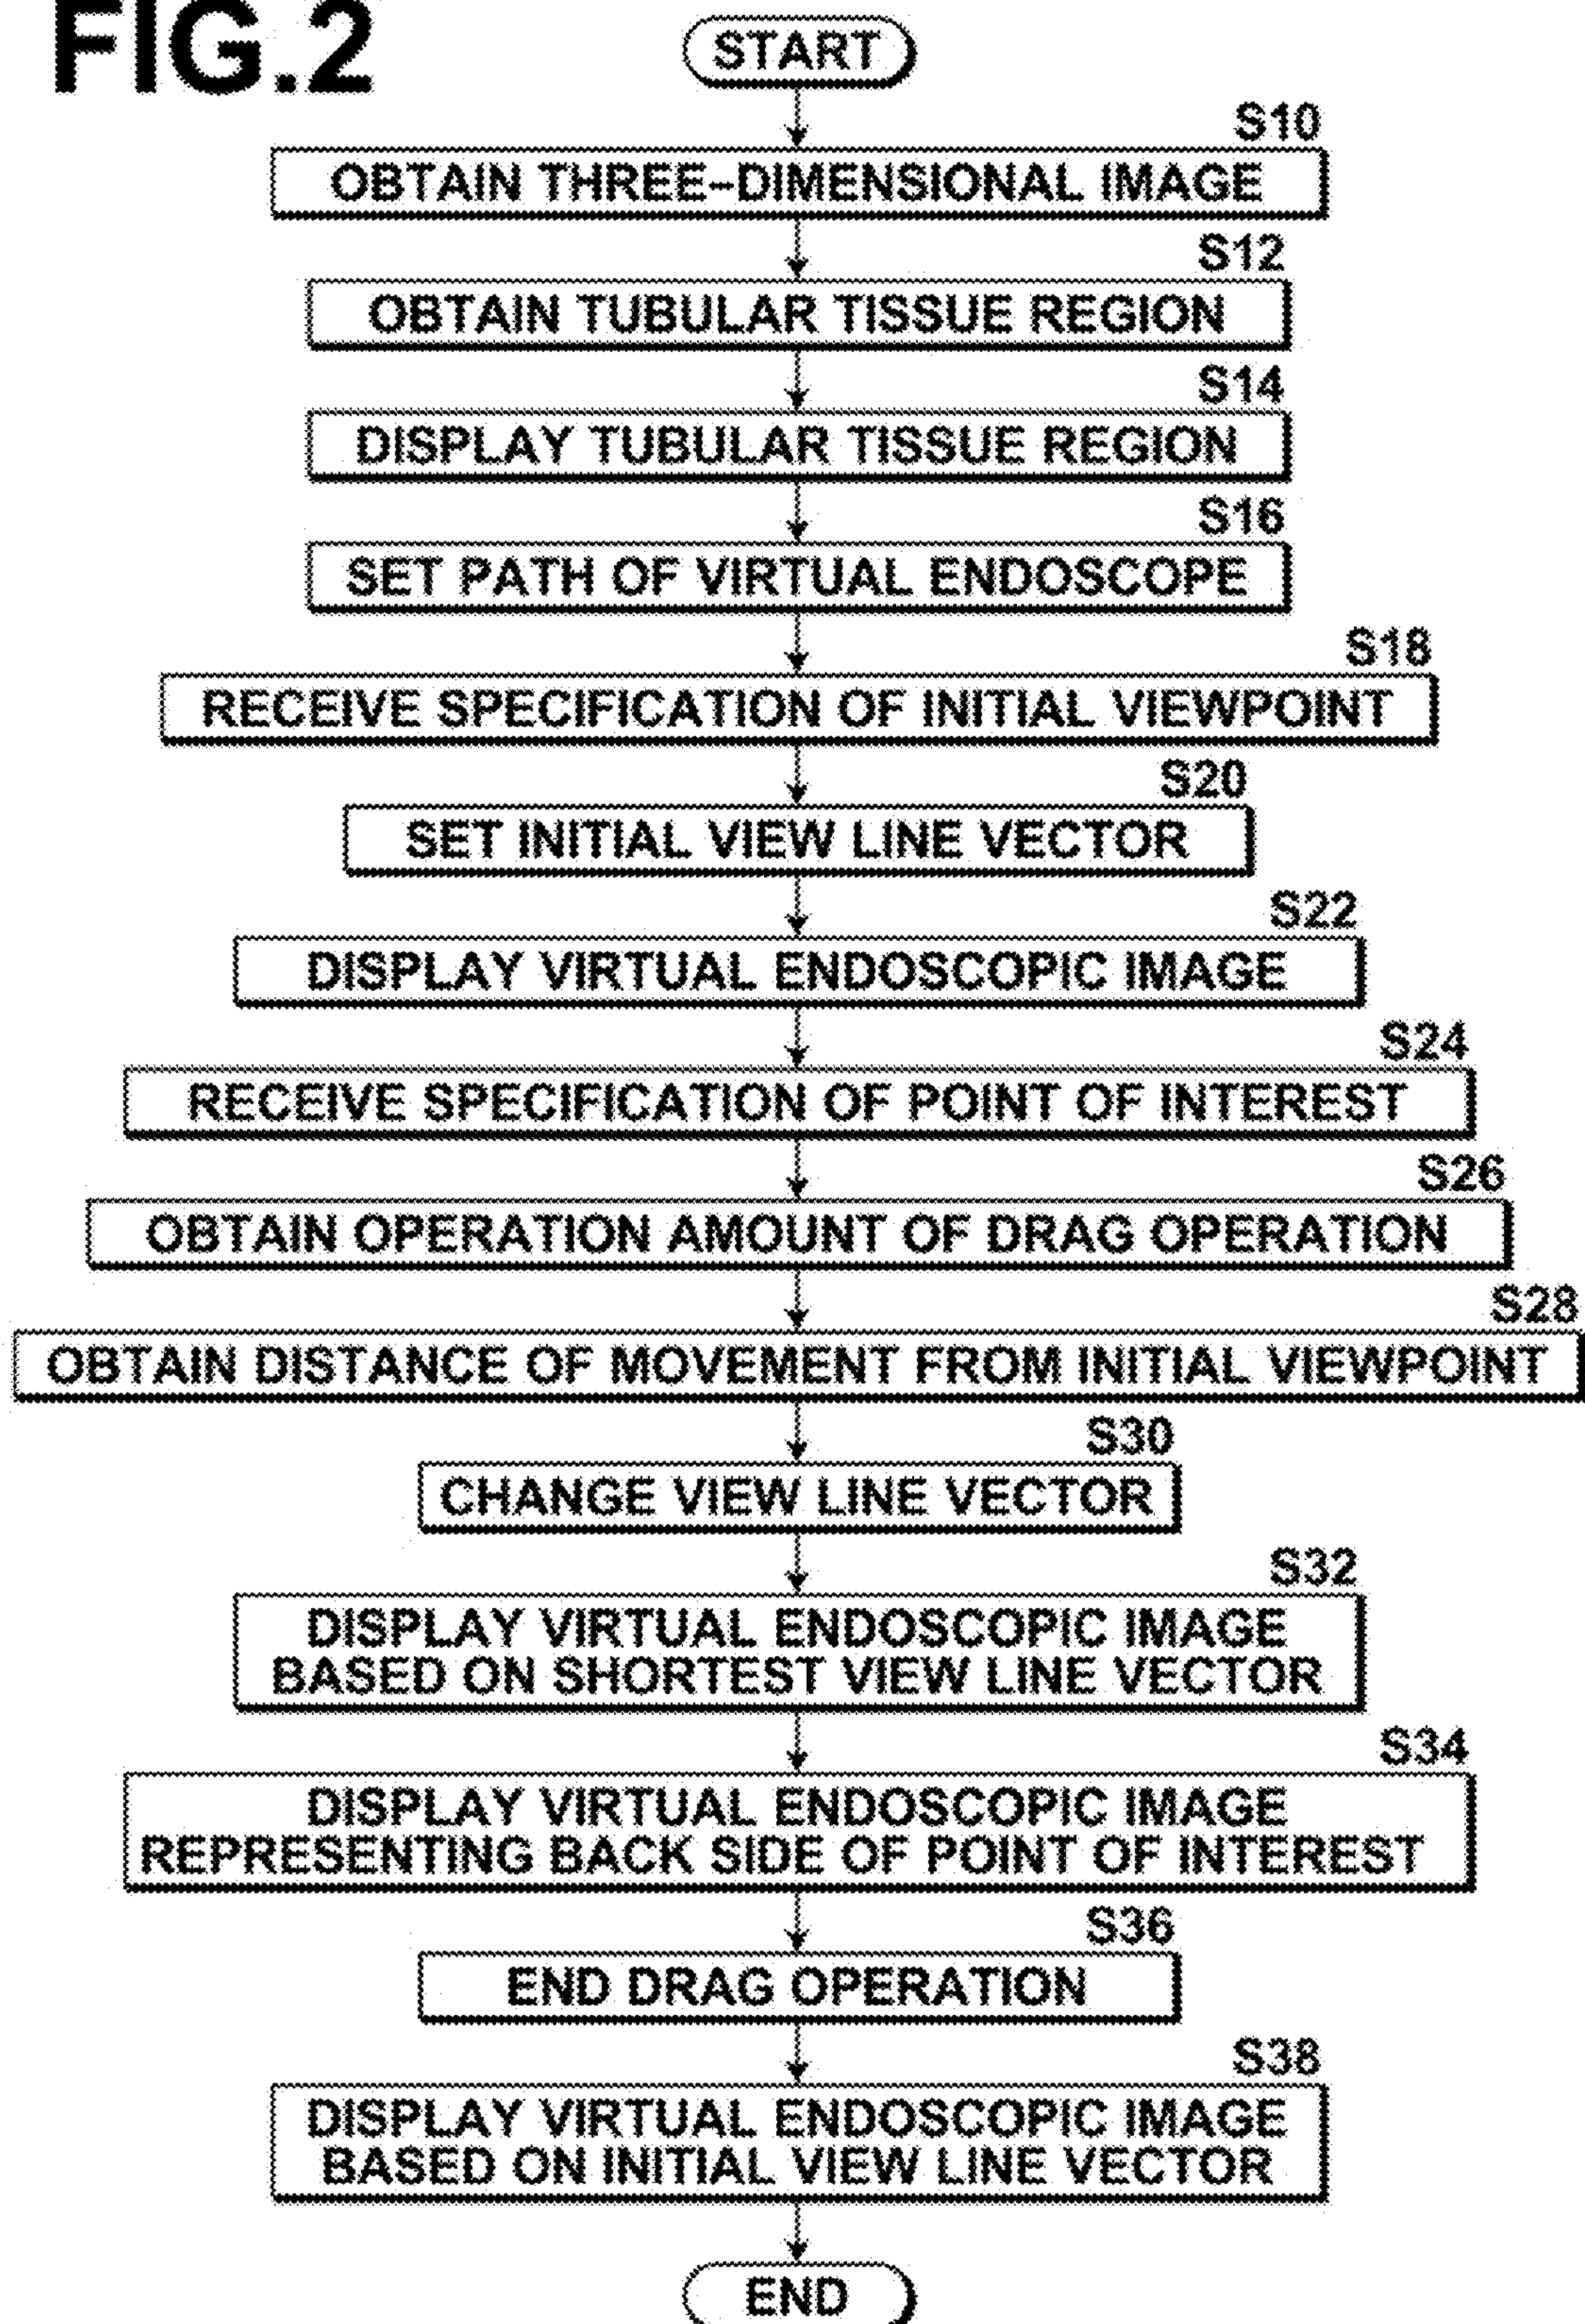 FIG.2
START
S10
OBTAIN THREE-DIMENSIONAL IMAGE
S12
OBTAIN TUBULAR TISSUE REGION
S14
DISPLAY TUBULAR TISSUE REGION
S16
SET PATH OF VIRTUAL ENDOSCOPE
S18
RECEIVE SPECIFICATION OF INITIAL VIEWPOINT
S20
SET INITIAL VIEW LINE VECTOR
S22
DISPLAY VIRTUAL ENDOSCOPIC IMAGE
S24
RECEIVE SPECIFICATION OF POINT OF INTEREST
S26
OBTAIN OPERATION AMOUNT OF DRAG OPERATION
S28
OBTAIN DISTANCE OF MOVEMENT FROM INITIAL VIEWPOINT
S30
CHANGE VIEW LINE VECTOR
S32
DISPLAY VIRTUAL ENDOSCOPIC IMAGE
BASED ON SHORTEST VIEW LINE VECTOR
S34
DISPLAY VIRTUAL ENDOSCOPIC IMAGE
REPRESENTING BACK SIDE OF POINT OF INTEREST
S36
END DRAG OPERATION
S38
DISPLAY VIRTUAL ENDOSCOPIC IMAGE
BASED ON INITIAL VIEW LINE VECTOR
END